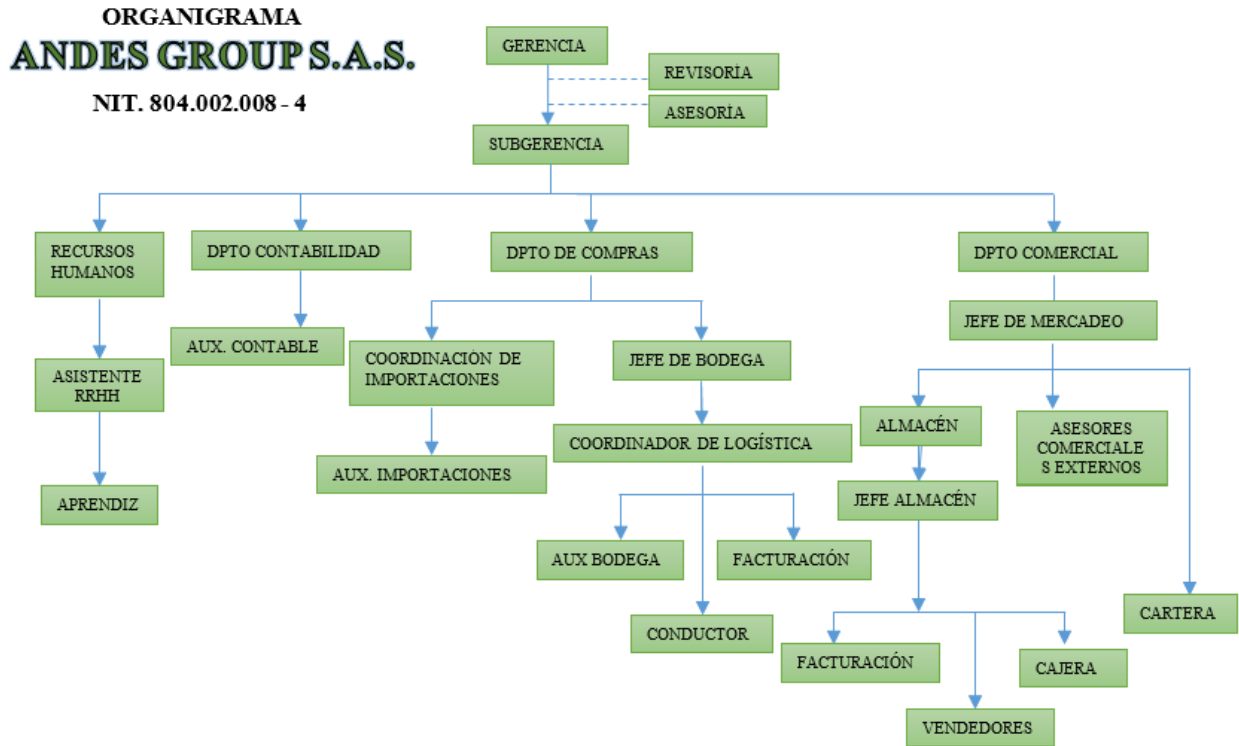 ORGANIGRAMA
ANDES GROUP S.A.S.
NIT. 804.002.008 - 4
GERENCIA
REVISORÍA
ASESORÍA
SUBGERENCIA
RECURSOS
HUMANOS
DPTO CONTABILIDAD
DPTO DE COMPRAS
DPTO COMERCIAL
JEFE DE MERCADEO
AUX. CONTABLE
COORDINACIÓN DE
IMPORTACIONES
JEFE DE BODEGA
ASISTENTE
RRHH
ALMACÉN
ASESORES
COMERCIALE
S EXTERNOS
COORDINADOR DE LOGÍSTICA
AUX. IMPORTACIONES
JEFE ALMACÉN
APRENDIZ
AUX BODEGA
FACTURACIÓN
CARTERA
CONDUCTOR
FACTURACIÓN
CAJERA
VENDEDORES